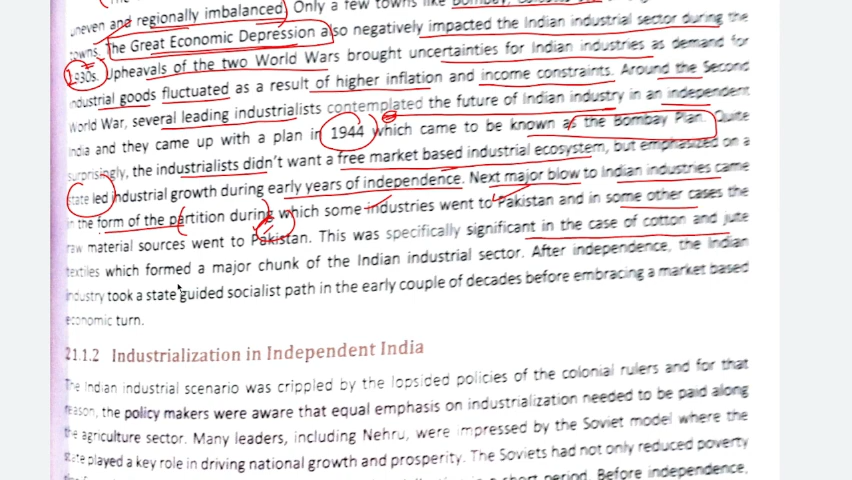 uneven and regionally imbalanced) Only a few towns like
towns. The Great Economic Depression also negatively impacted the Indian industrial sector during the
1930s. Upheavals of the two World Wars brought uncertainties for Indian industries as demand for
industrial goods fluctuated as a result of higher inflation and income constraints. Around the Second
World War, several leading industrialists contemplated the future of Indian industry in an independent
India and they came up with a plan in 1944 which came to be known as the Bombay Plan. Quite
surprisingly, the industrialists didn't want a free market based industrial ecosystem, but emphasized on a
state led industrial growth during early years of independence. Next major blow to Indian industries came
in the form of the partition during which some industries went to Pakistan and in some other cases the
raw material sources went to Pakistan. This was specifically significant in the case of cotton and jute
textiles which formed a major chunk of the Indian industrial sector. After independence, the Indian
industry took a state guided socialist path in the early couple of decades before embracing a market based
economic turn.
21.1.2 Industrialization in Independent India
The Indian industrial scenario was crippled by the lopsided policies of the colonial rulers and for that
reason, the policy makers were aware that equal emphasis on industrialization needed to be paid along
the agriculture sector. Many leaders, including Nehru, were impressed by the Soviet model where the
state played a key role in driving national growth and prosperity. The Soviets had not only reduced poverty
a short period. Before independence,